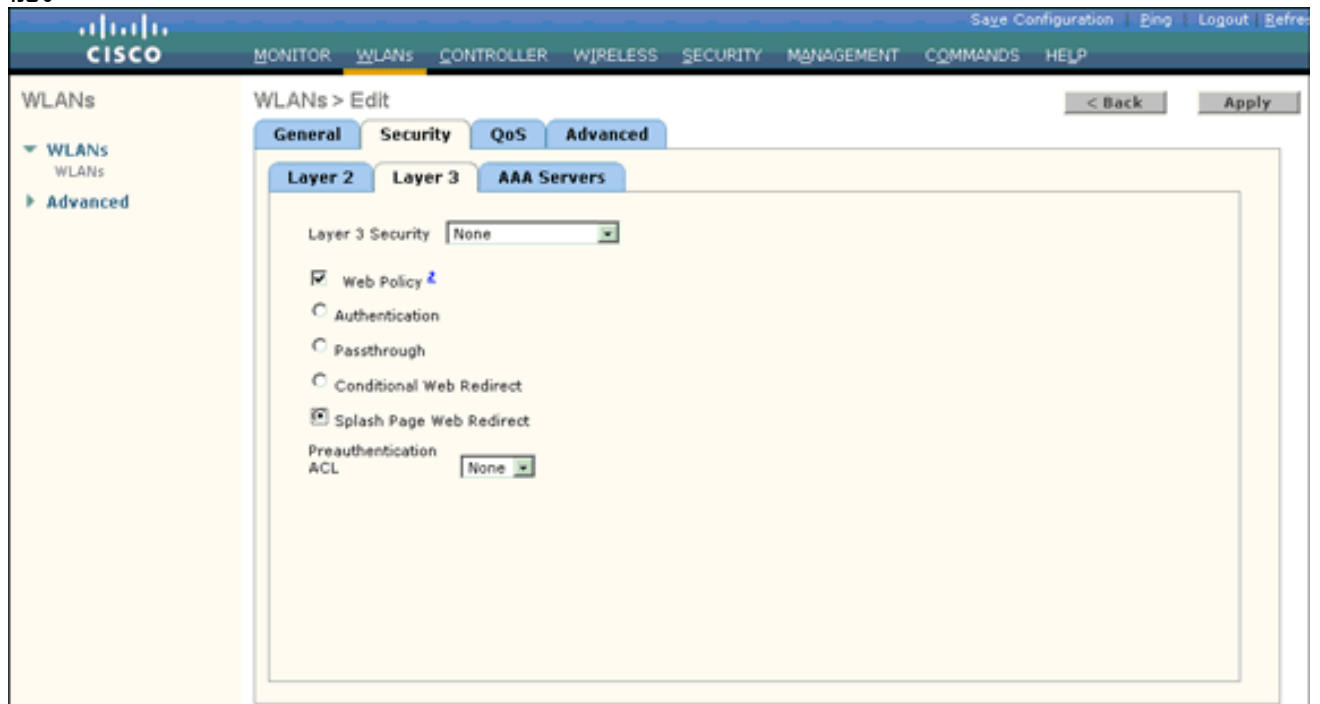 Save Configuration | Ping | Logout | Refre
CISCO
MONITOR WLANs CONTROLLER WIRELESS SECURITY MANAGEMENT COMMANDS HELP
WLANs
WLANs > Edit
< Back
Apply
General Security QoS Advanced
WLANs
WLANs
Advanced
Layer 2 Layer 3 AAA Servers
Layer 3 Security None
Web Policy 2
Authentication
Passthrough
Conditional Web Redirect
Splash Page Web Redirect
Preauthentication
ACL None